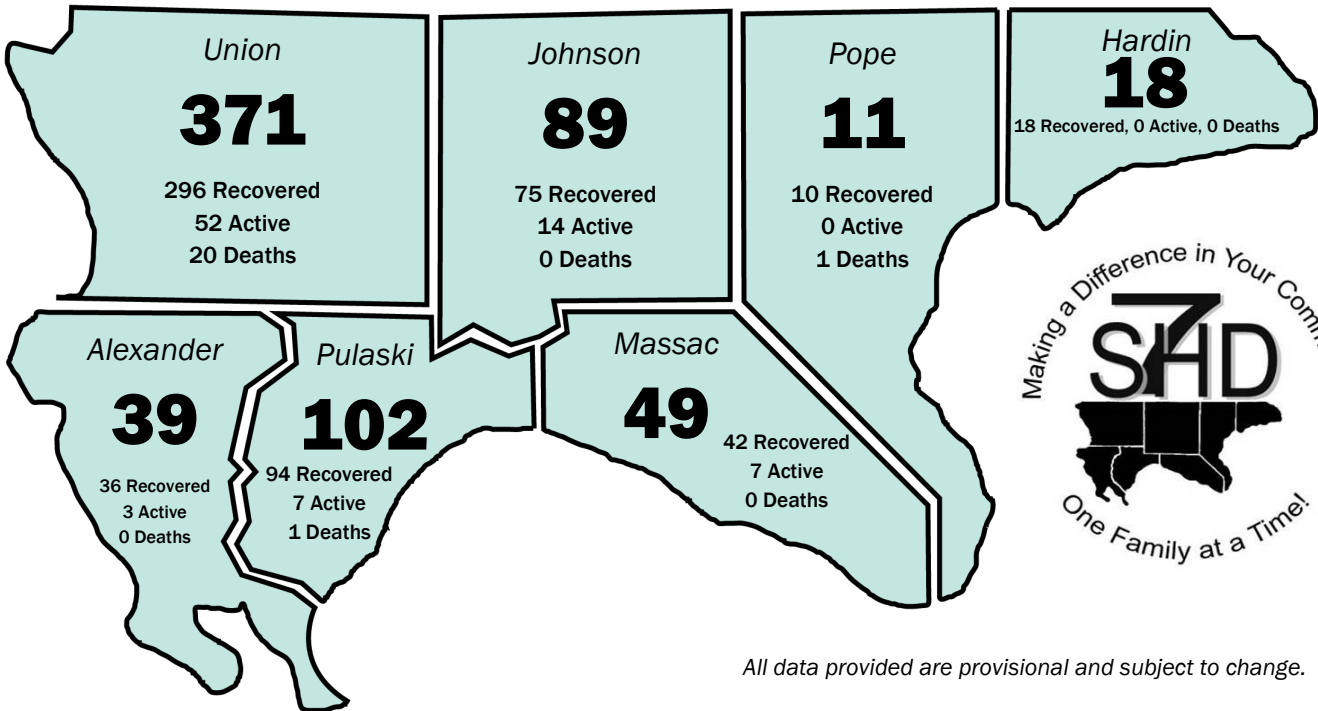 Union
371
296 Recovered
52 Active
20 Deaths
Johnson
89
75 Recovered
14 Active
0 Deaths
Pope
11
10 Recovered
0 Active
1 Deaths
Hardin
18
18 Recovered, 0 Active, 0 Deaths
Alexander
39
36 Recovered
3 Active
0 Deaths
Pulaski
102
94 Recovered
7 Active
1 Deaths
Massac
49
42 Recovered
7 Active
0 Deaths
Making a Difference in Your
S7HD
One Family at a Time!
All data provided are provisional and subject to change.